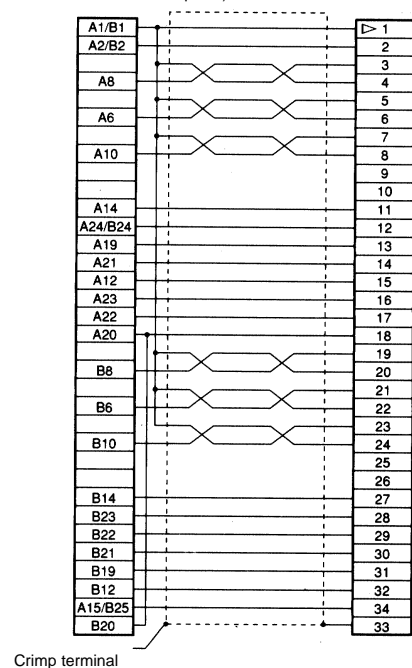 A1/B1 ▷ 1
A2/B2 2
3
A8 4
5
A6 6
7
A10 8
9
10
A14 11
A24/B24 12
A19 13
A21 14
A12 15
A23 16
A22 17
A20 18
19
B8 20
21
B6 22
23
B10 24
25
26
B14 27
B23 28
B22 29
B21 30
B19 31
B12 32
A15/B25 34
B20 33
Crimp terminal